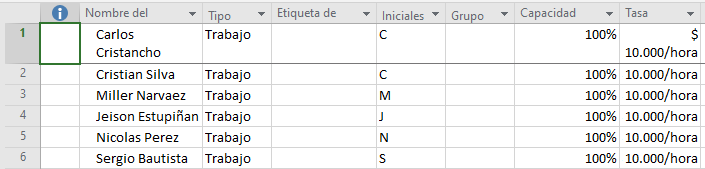 Nombre del Tipo Etiqueta de Iniciales Grupo Capacidad Tasa
1 Carlos Trabajo C 100% $
Cristancho 10.000/hora
2 Cristian Silva Trabajo C 100% 10.000/hora
3 Miller Narvaez Trabajo M 100% 10.000/hora
4 Jeison Estupiñan Trabajo J 100% 10.000/hora
5 Nicolas Perez Trabajo N 100% 10.000/hora
6 Sergio Bautista Trabajo S 100% 10.000/hora